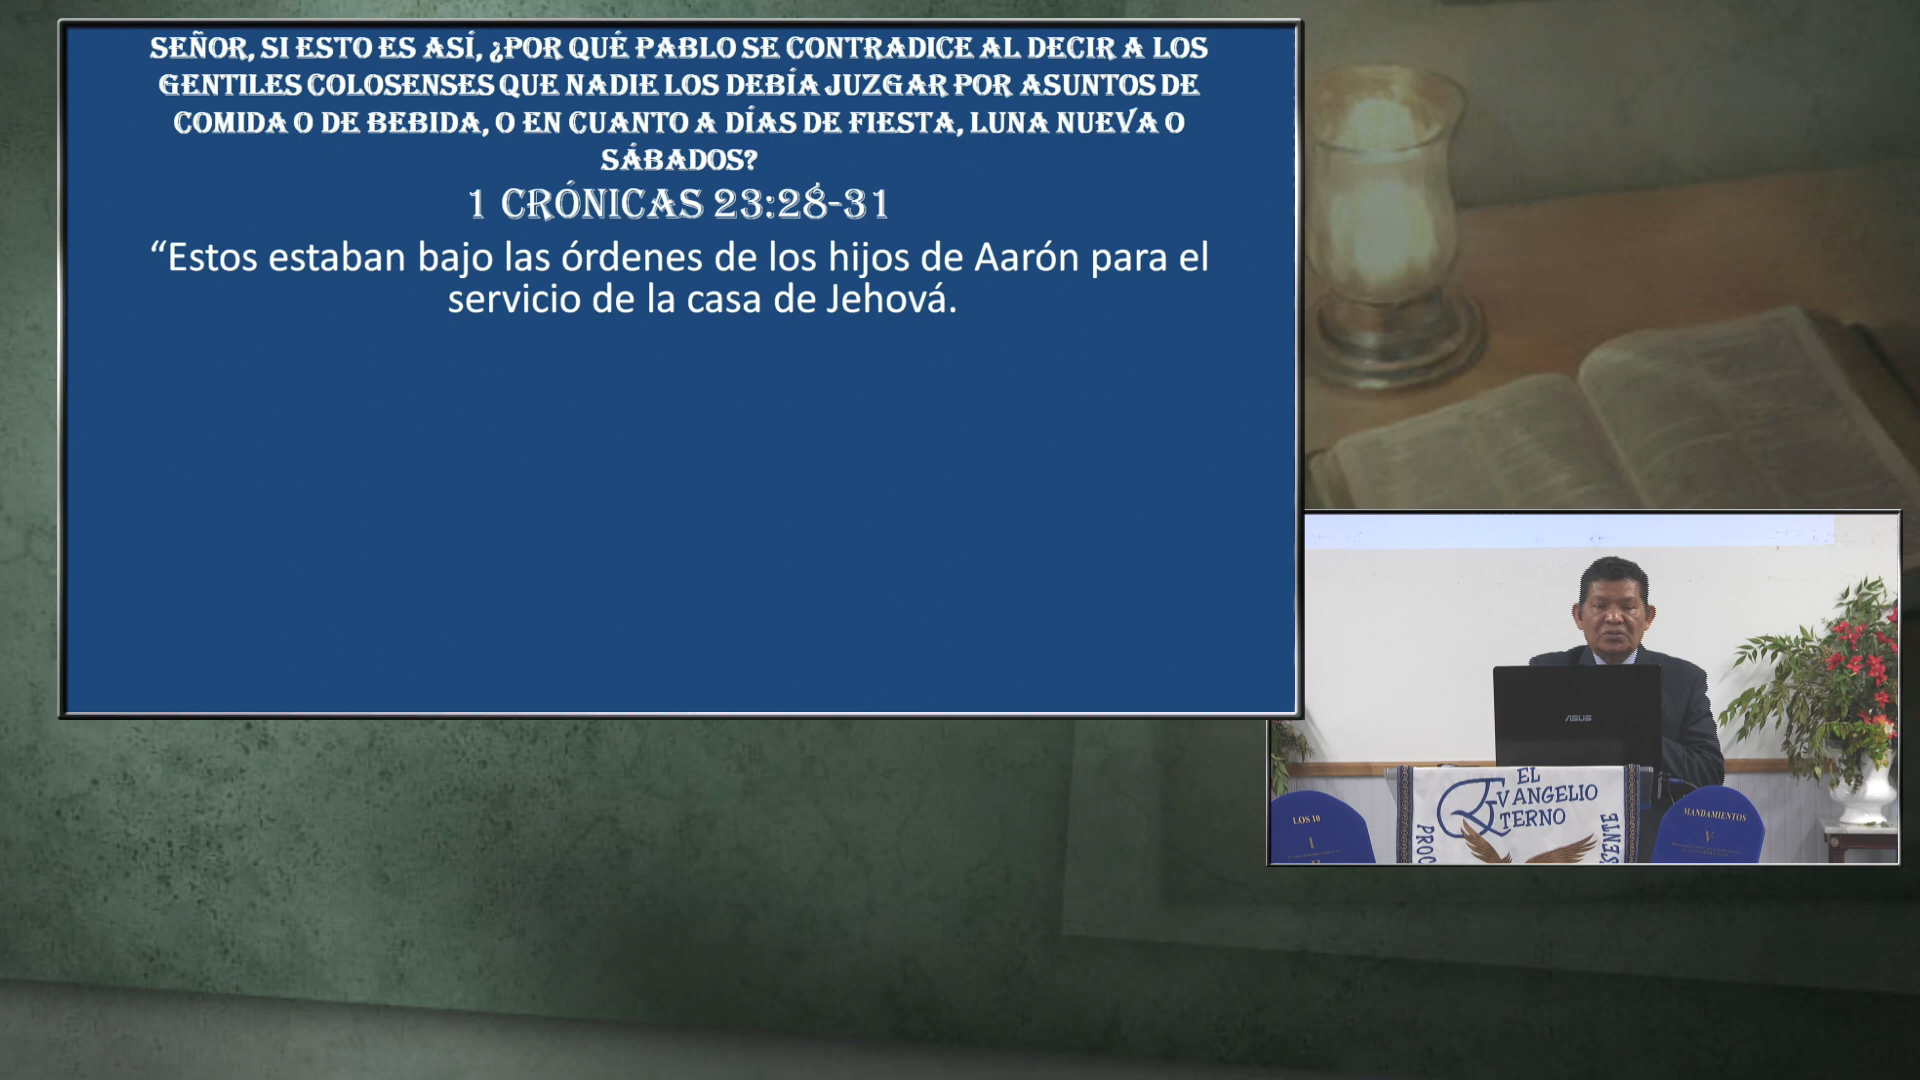 SEÑOR, SI ESTO ES ASÍ, ¿POR QUÉ PABLO SE CONTRADICE AL DECIR A LOS
GENTILES COLOSENSES QUE NADIE LOS DEBÍA JUZGAR POR ASUNTOS DE
COMIDA O DE BEBIDA, O EN CUANTO A DÍAS DE FIESTA, LUNA NUEVA O
SÁBADOS?
1 CRÓNICAS 23:28-31
“Estos estaban bajo las órdenes de los hijos de Aarón para el
servicio de la casa de Jehová.
ASUS
EL
EVANGELIO
ETERNO
LOS 10
I
MANDAMIENTOS
V